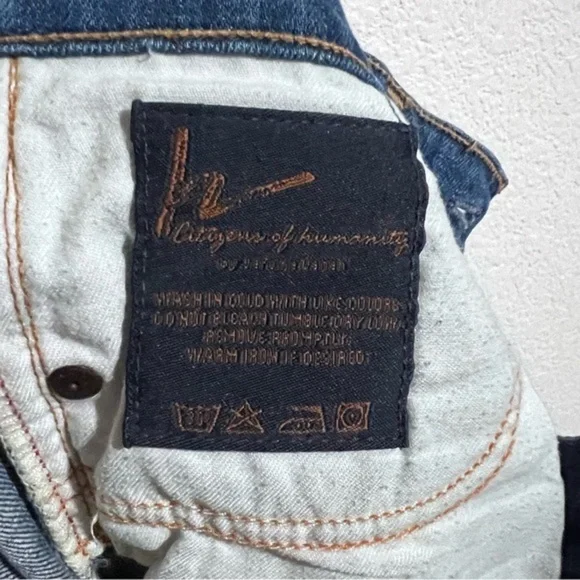 Citizens of humanity
WASH IN COLD WITH LIKE COLORS
DO NOT BLEACH TUMBLE DRY LOW
REMOVE PROMPTLY
WARM IRON IF DESIRED